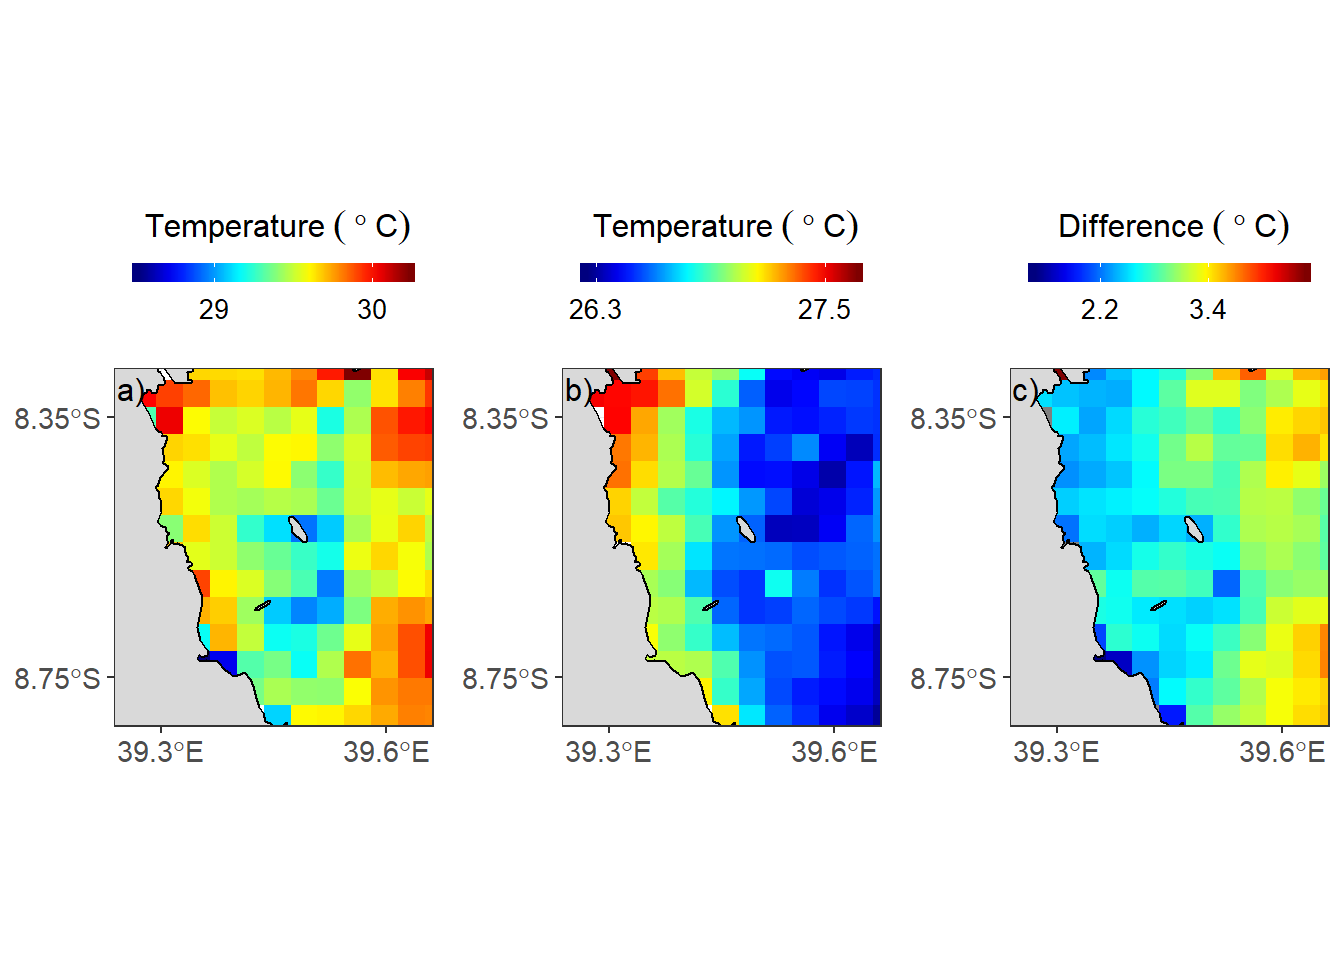 Temperature ( ° C) Temperature ( ° C) Difference ( ° C)
29 30 26.3 27.5 2.2 3.4
a) b) c)
8.35°S 8.35°S 8.35°S
8.75°S 8.75°S 8.75°S
39.3°E 39.6°E 39.3°E 39.6°E 39.3°E 39.6°E